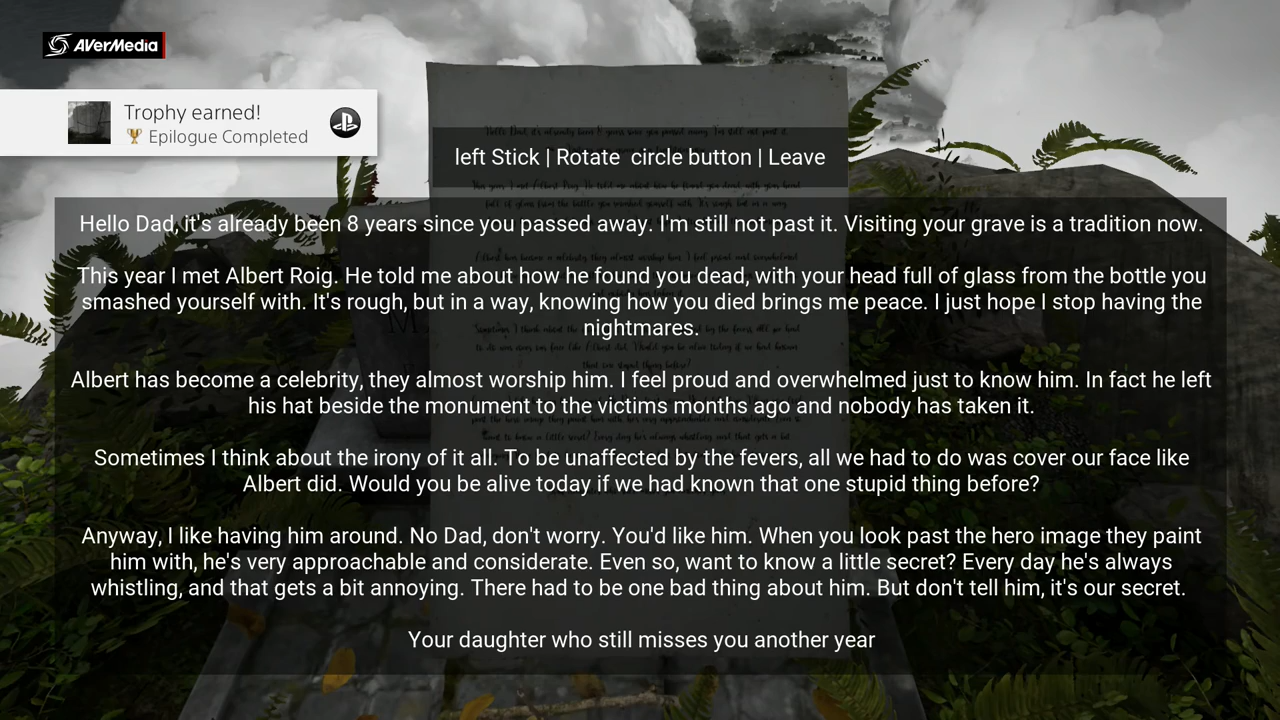 AVerMedia
Trophy earned!
Epilogue Completed
left Stick | Rotate  circle button | Leave
Hello Dad, it's already been 8 years since you passed away. I'm still not past it. Visiting your grave is a tradition now.
This year I met Albert Roig. He told me about how he found you dead, with your head full of glass from the bottle you
smashed yourself with. It's rough, but in a way, knowing how you died brings me peace. I just hope I stop having the
nightmares.
Albert has become a celebrity, they almost worship him. I feel proud and overwhelmed just to know him. In fact he left
his hat beside the monument to the victims months ago and nobody has taken it.
Sometimes I think about the irony of it all. To be unaffected by the fevers, all we had to do was cover our face like
Albert did. Would you be alive today if we had known that one stupid thing before?
Anyway, I like having him around. No Dad, don't worry. You'd like him. When you look past the hero image they paint
him with, he's very approachable and considerate. Even so, want to know a little secret? Every day he's always
whistling, and that gets a bit annoying. There had to be one bad thing about him. But don't tell him, it's our secret.
Your daughter who still misses you another year